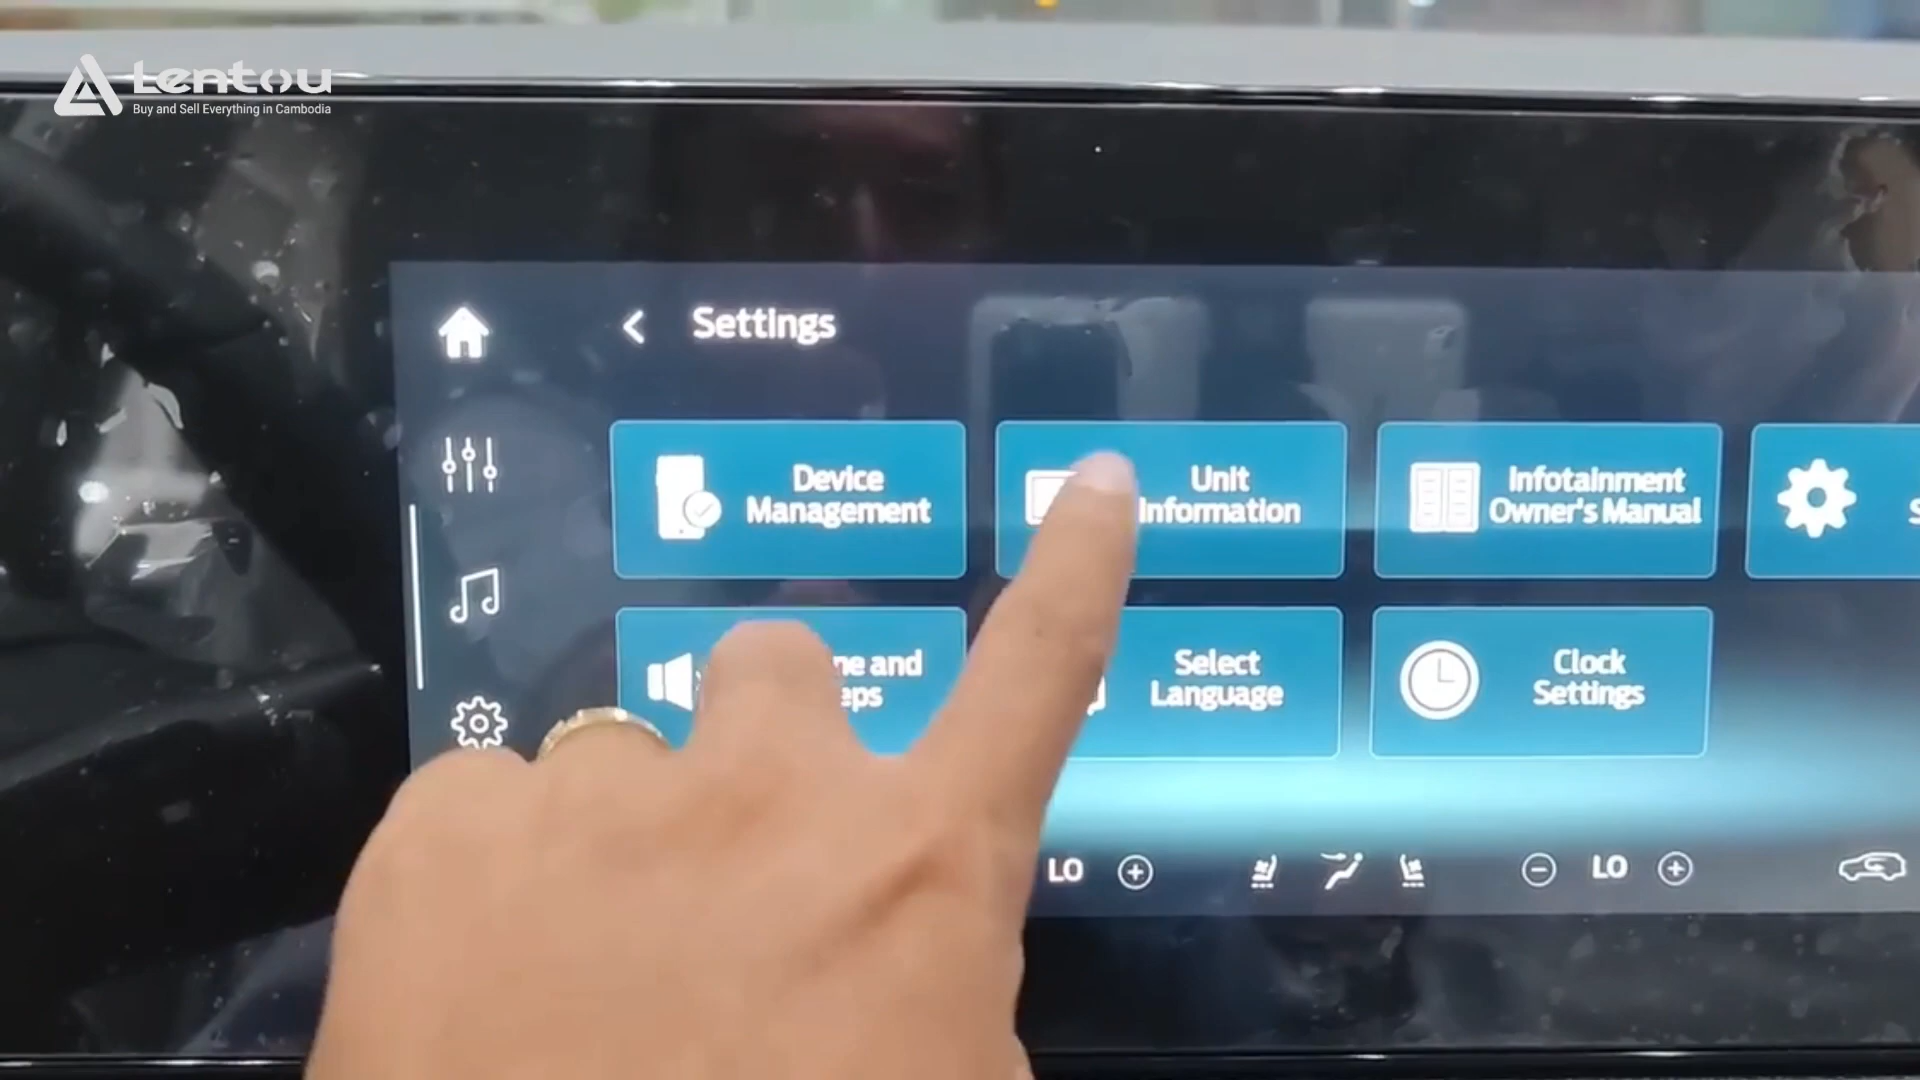 Lentou
Buy and Sell Everything in Cambodia
Settings
Device
Management
Unit
Information
Infotainment
Owner's Manual
and
Select
Language
Clock
Settings
LO
LO